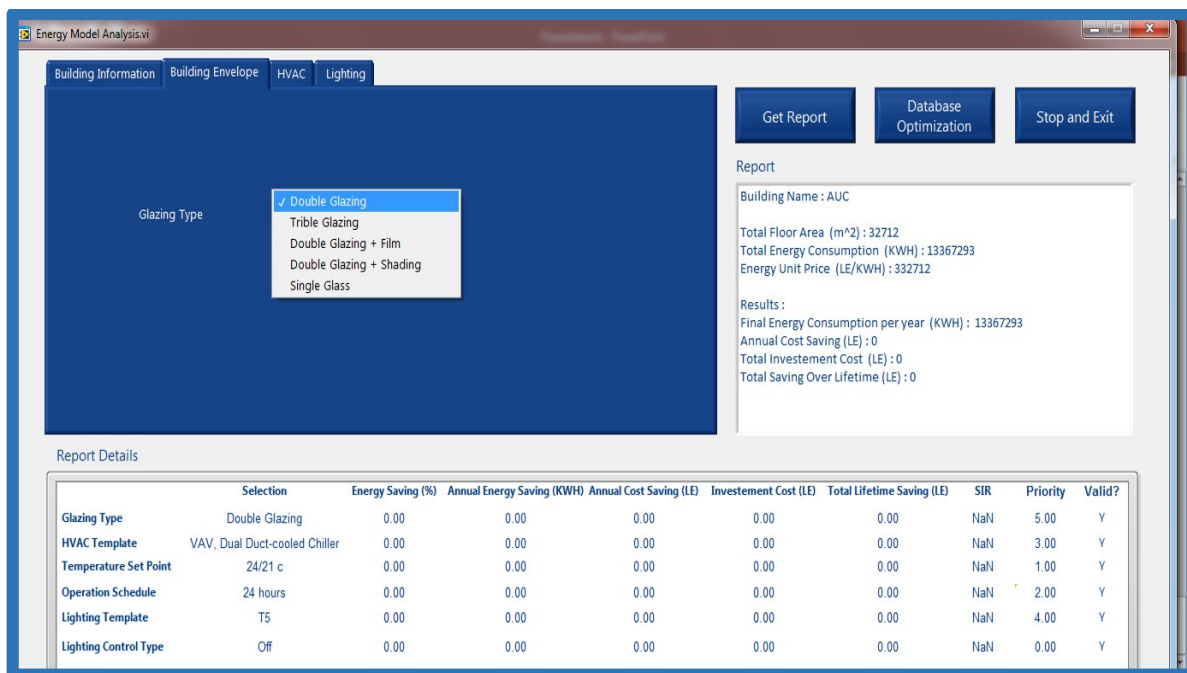 Energy Model Analysis.vi
Building Information Building Envelope HVAC Lighting
Glazing Type
✓ Double Glazing
Trible Glazing
Double Glazing + Film
Double Glazing + Shading
Single Glass
Get Report
Database
Optimization
Stop and Exit
Report
Building Name : AUC
Total Floor Area (m^2) : 32712
Total Energy Consumption (KWH) : 13367293
Energy Unit Price (LE/KWH) : 332712
Results :
Final Energy Consumption per year (KWH) : 13367293
Annual Cost Saving (LE) : 0
Total Investement Cost (LE) : 0
Total Saving Over Lifetime (LE) : 0
Report Details
Selection Energy Saving (%) Annual Energy Saving (KWH) Annual Cost Saving (LE) Investement Cost (LE) Total Lifetime Saving (LE) SIR Priority Valid?
Glazing Type Double Glazing 0.00 0.00 0.00 0.00 0.00 NaN 5.00 Y
HVAC Template VAV, Dual Duct-cooled Chiller 0.00 0.00 0.00 0.00 0.00 NaN 3.00 Y
Temperature Set Point 24/21 c 0.00 0.00 0.00 0.00 0.00 NaN 1.00 Y
Operation Schedule 24 hours 0.00 0.00 0.00 0.00 0.00 NaN 2.00 Y
Lighting Template T5 0.00 0.00 0.00 0.00 0.00 NaN 4.00 Y
Lighting Control Type Off 0.00 0.00 0.00 0.00 0.00 NaN 0.00 Y